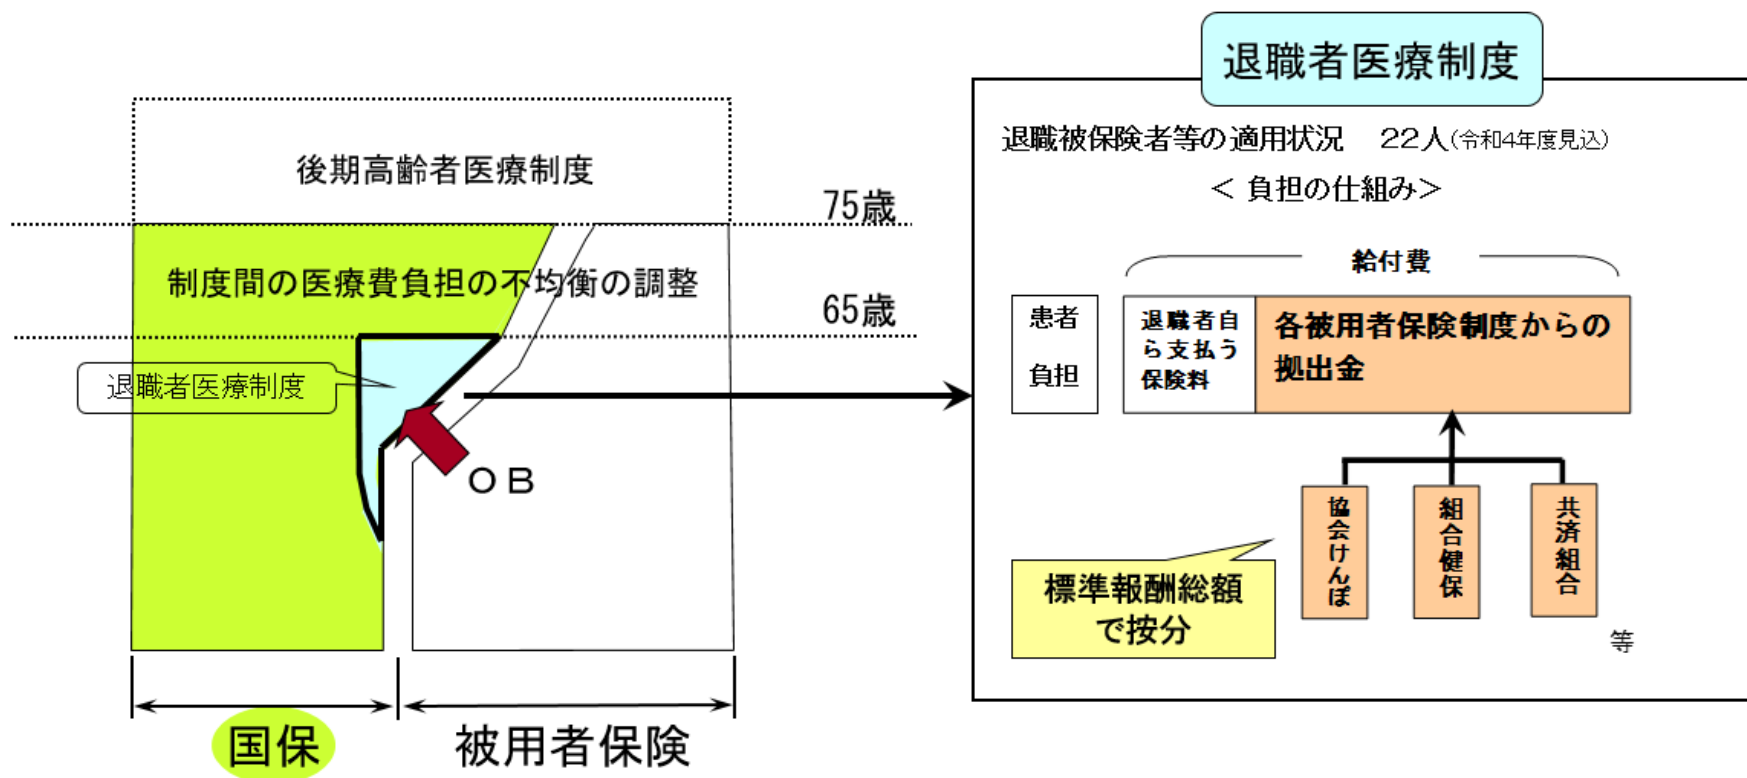 後期高齢者医療制度
75歳
制度間の医療費負担の不均衡の調整
65歳
退職者医療制度
OB
国保
被用者保険
退職者医療制度
退職被保険者等の適用状況 22人(令和4年度見込)
＜ 負担の仕組み＞
給付費
患者
負担
退職者自
ら支払う
保険料
各被用者保険制度からの
拠出金
協会けんぽ
組合健保
共済組合
等
標準報酬総額
で按分